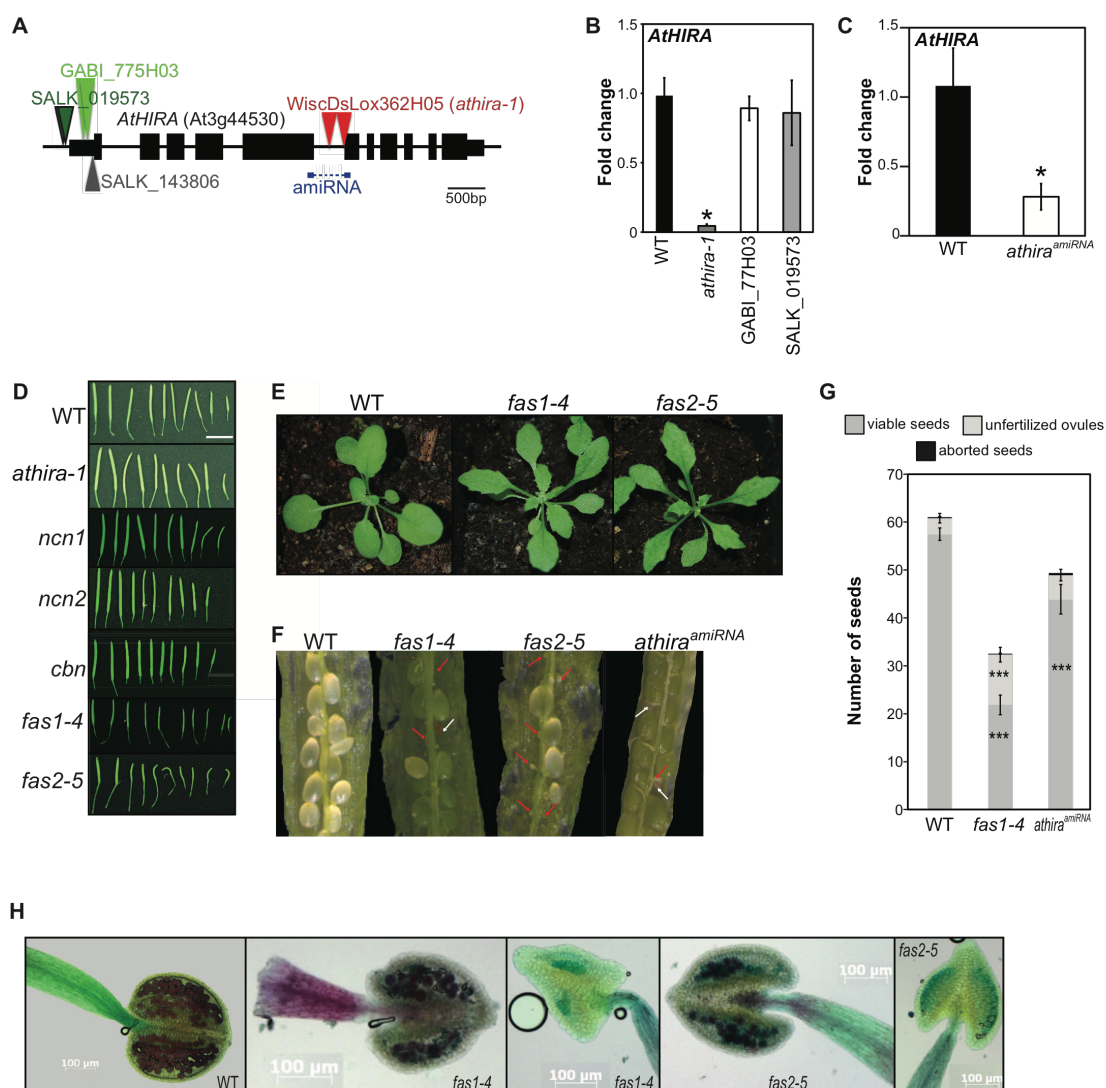 A
GABI_775H03
SALK_019573
WiscDsLox362H05 (athira-1)
AtHIRA (At3g44530)
SALK_143806
amiRNA
500bp
B
AtHIRA
Fold change
1.5
1.0
0.5
0
WT
athira-1
GABI_77H03
SALK_019573
C
AtHIRA
Fold change
1.5
1.0
0.5
0
*
*
WT
athira^amiRNA
D
WT
athira-1
ncn1
ncn2
cbn
fas1-4
fas2-5
E
WT
fas1-4
fas2-5
F
WT
fas1-4
fas2-5
athira^amiRNA
G
viable seeds
unfertilized ovules
aborted seeds
Number of seeds
70
60
50
40
30
20
10
0
***
***
***
WT
fas1-4
athira^amiRNA
H
100 µm
WT
100 µm
fas1-4
100 µm
fas1-4
100 µm
fas2-5
fas2-5
100 µm